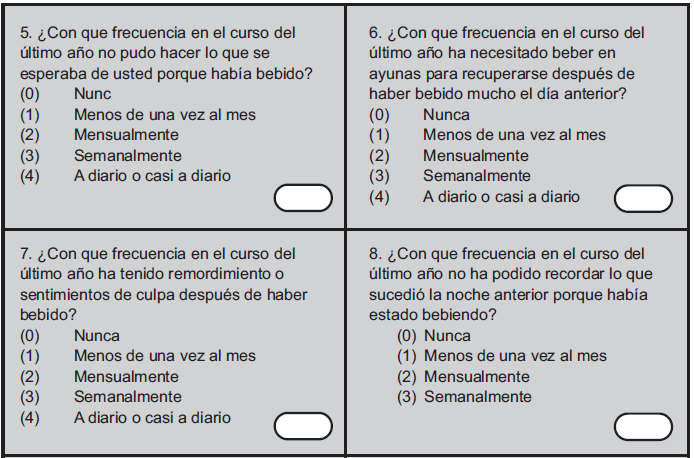 5. ¿Con que frecuencia en el curso del
último año no pudo hacer lo que se
esperaba de usted porque había bebido?
(0) Nunc
(1) Menos de una vez al mes
(2) Mensualmente
(3) Semanalmente
(4) A diario o casi a diario
6. ¿Con que frecuencia en el curso del
último año ha necesitado beber en
ayunas para recuperarse después de
haber bebido mucho el día anterior?
(0) Nunca
(1) Menos de una vez al mes
(2) Mensualmente
(3) Semanalmente
(4) A diario o casi a diario
7. ¿Con que frecuencia en el curso del
último año ha tenido remordimiento o
sentimientos de culpa después de haber
bebido?
(0) Nunca
(1) Menos de una vez al mes
(2) Mensualmente
(3) Semanalmente
(4) A diario o casi a diario
8. ¿Con que frecuencia en el curso del
último año no ha podido recordar lo que
sucedió la noche anterior porque había
estado bebiendo?
(0) Nunca
(1) Menos de una vez al mes
(2) Mensualmente
(3) Semanalmente